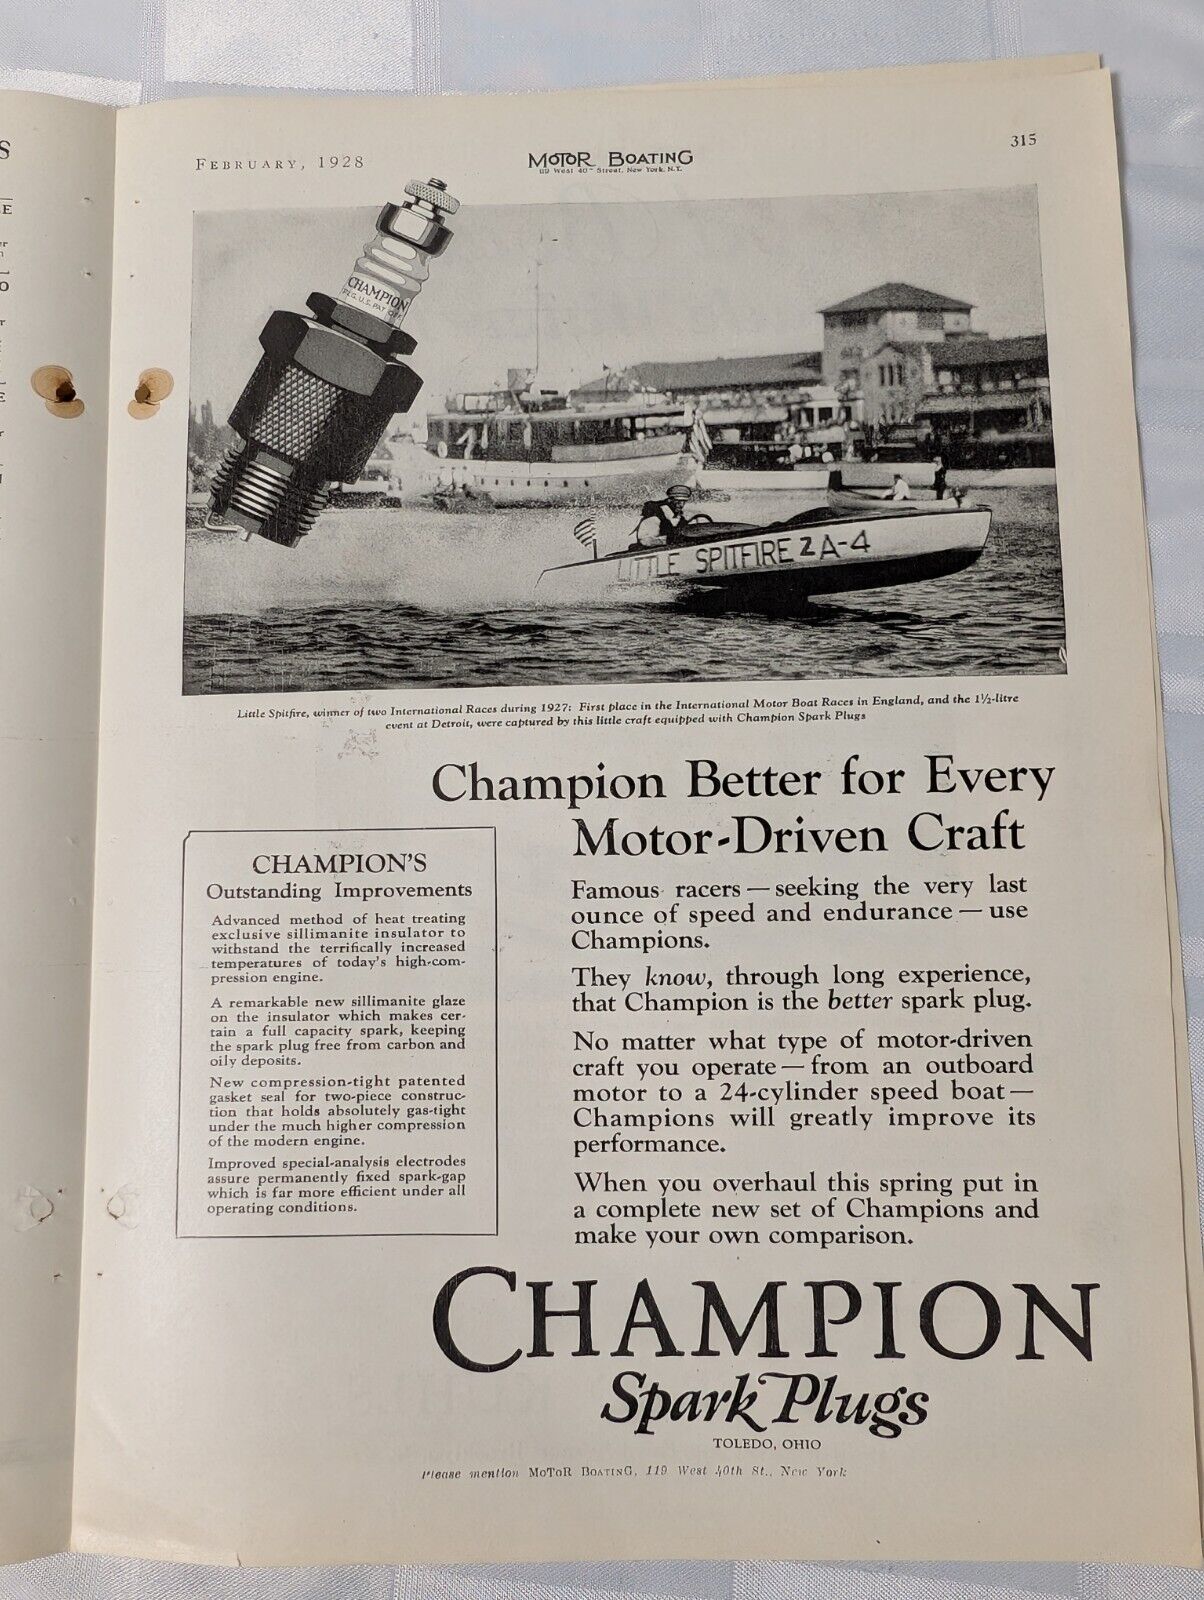 FEBRUARY, 1928
MOTOR BOATING
119 West 40th Street, New York, N.Y.
315
CHAMPION
REG. U.S. PAT. OFF.
LITTLE SPITFIRE 2 A-4
Little Spitfire, winner of two International Races during 1927: First place in the International Motor Boat Races in England, and the 1½-litre
event at Detroit, were captured by this little craft equipped with Champion Spark Plugs
Champion Better for Every
Motor-Driven Craft
CHAMPION'S
Outstanding Improvements
Advanced method of heat treating
exclusive sillimanite insulator to
withstand the terrifically increased
temperatures of today's high-com-
pression engine.
A remarkable new sillimanite glaze
on the insulator which makes cer-
tain a full capacity spark, keeping
the spark plug free from carbon and
oily deposits.
New compression-tight patented
gasket seal for two-piece construc-
tion that holds absolutely gas-tight
under the much higher compression
of the modern engine.
Improved special-analysis electrodes
assure permanently fixed spark-gap
which is far more efficient under all
operating conditions.
Famous racers — seeking the very last
ounce of speed and endurance — use
Champions.
They know, through long experience,
that Champion is the better spark plug.
No matter what type of motor-driven
craft you operate — from an outboard
motor to a 24-cylinder speed boat —
Champions will greatly improve its
performance.
When you overhaul this spring put in
a complete new set of Champions and
make your own comparison.
CHAMPION
Spark Plugs
TOLEDO, OHIO
Please mention MOTOR BOATING, 119 West 40th St., New York